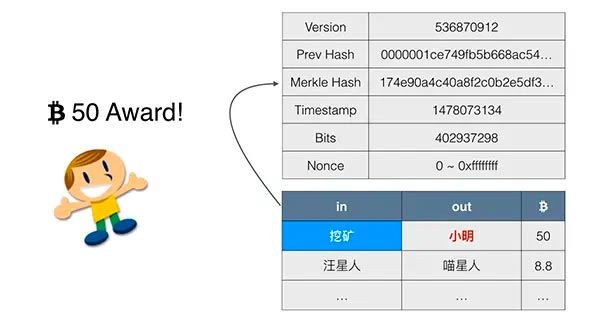 ₿ 50 Award!
Version 536870912
Prev Hash 0000001ce749fb5b668ac54…
Merkle Hash 174e90a4c40a8f2c0b2e5df3…
Timestamp 1478073134
Bits 402937298
Nonce 0 ~ 0xffffffff
in out ₿
挖矿 小明 50
汪星人 喵星人 8.8
… … …